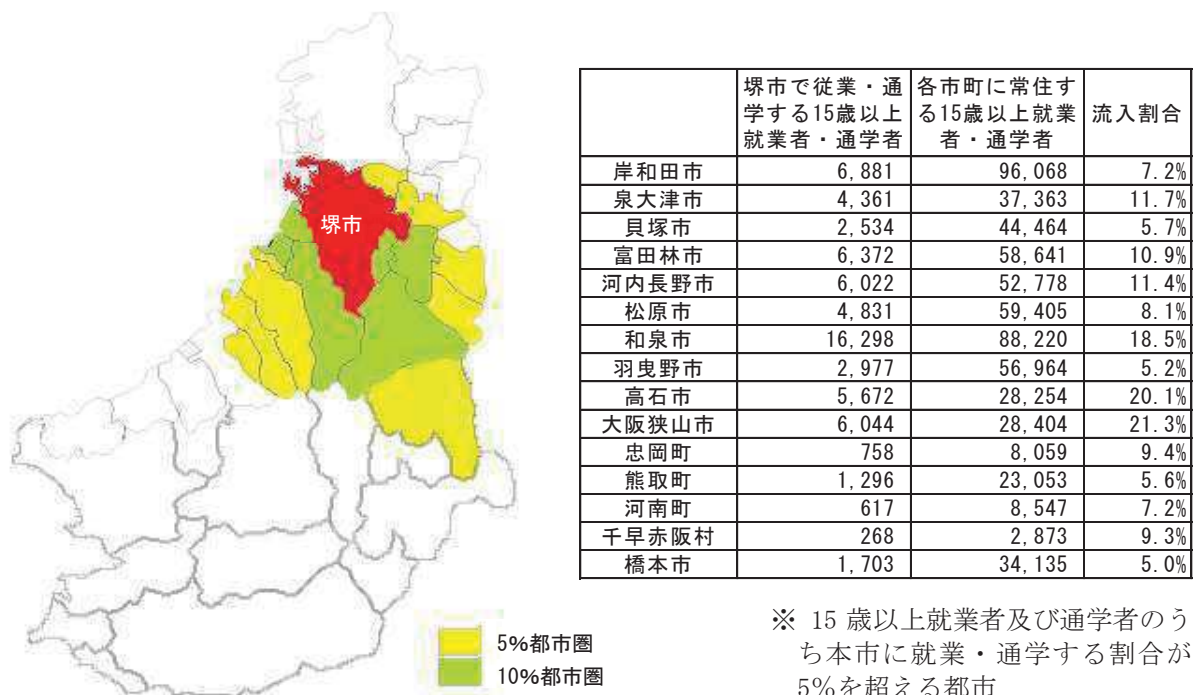 堺市
5%都市圏
10%都市圏
堺市で従業・通学する15歳以上就業者・通学者 各市町に常住する15歳以上就業者・通学者 流入割合
岸和田市 6,881 96,068 7.2%
泉大津市 4,361 37,363 11.7%
貝塚市 2,534 44,464 5.7%
富田林市 6,372 58,641 10.9%
河内長野市 6,022 52,778 11.4%
松原市 4,831 59,405 8.1%
和泉市 16,298 88,220 18.5%
羽曳野市 2,977 56,964 5.2%
高石市 5,672 28,254 20.1%
大阪狭山市 6,044 28,404 21.3%
忠岡町 758 8,059 9.4%
熊取町 1,296 23,053 5.6%
河南町 617 8,547 7.2%
千早赤阪村 268 2,873 9.3%
橋本市 1,703 34,135 5.0%
※ 15 歳以上就業者及び通学者のう
ち本市に就業・通学する割合が
5%を超える都市